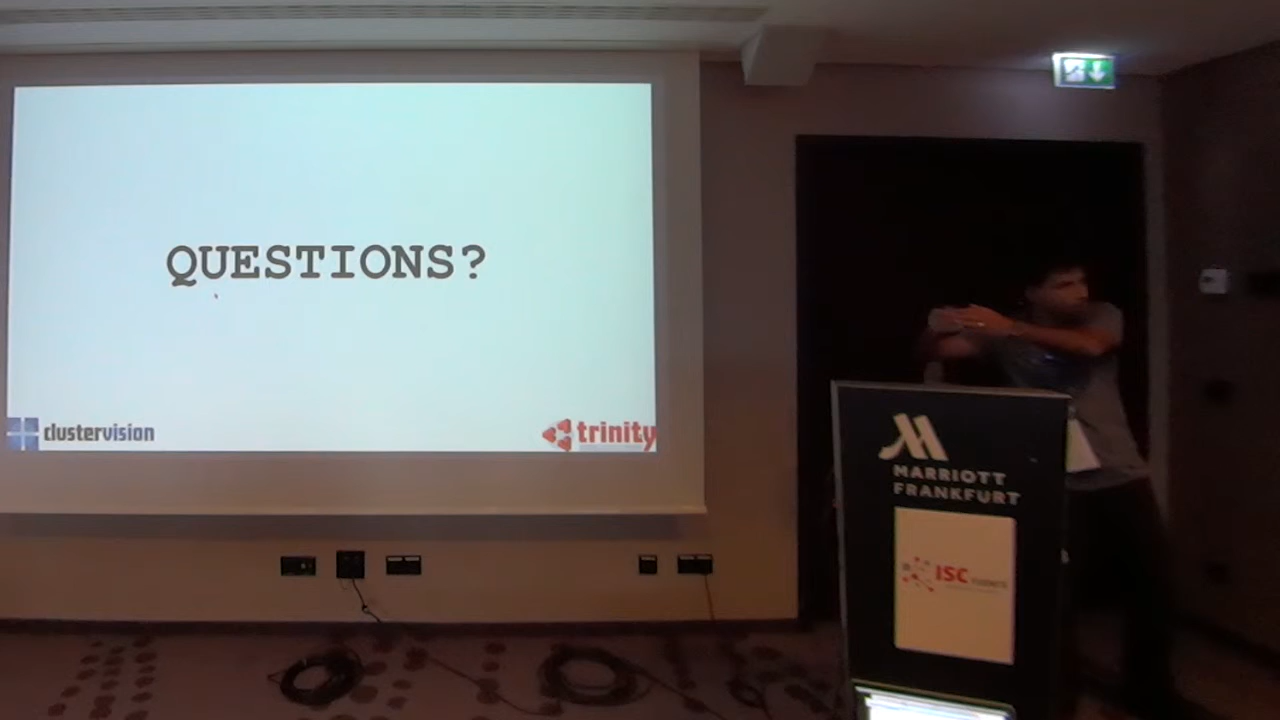 QUESTIONS?
clustervision
trinity
MARRIOTT
FRANKFURT
ISC